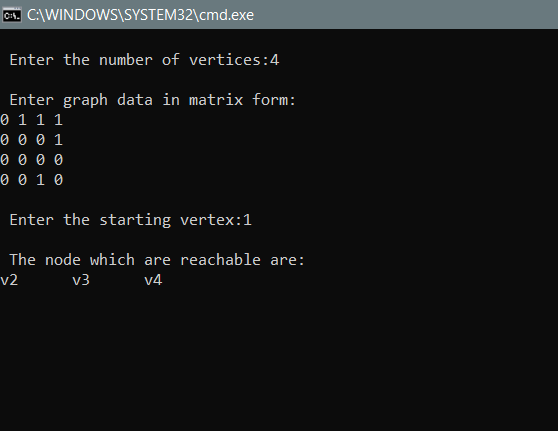 C:\WINDOWS\SYSTEM32\cmd.exe
Enter the number of vertices:4
Enter graph data in matrix form:
0 1 1 1
0 0 0 1
0 0 0 0
0 0 1 0
Enter the starting vertex:1
The node which are reachable are:
v2 v3 v4